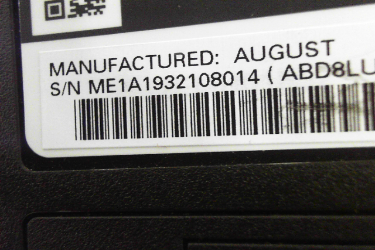 MANUFACTURED: AUGUST
S/N ME1A1932108014 ( ABD8LU